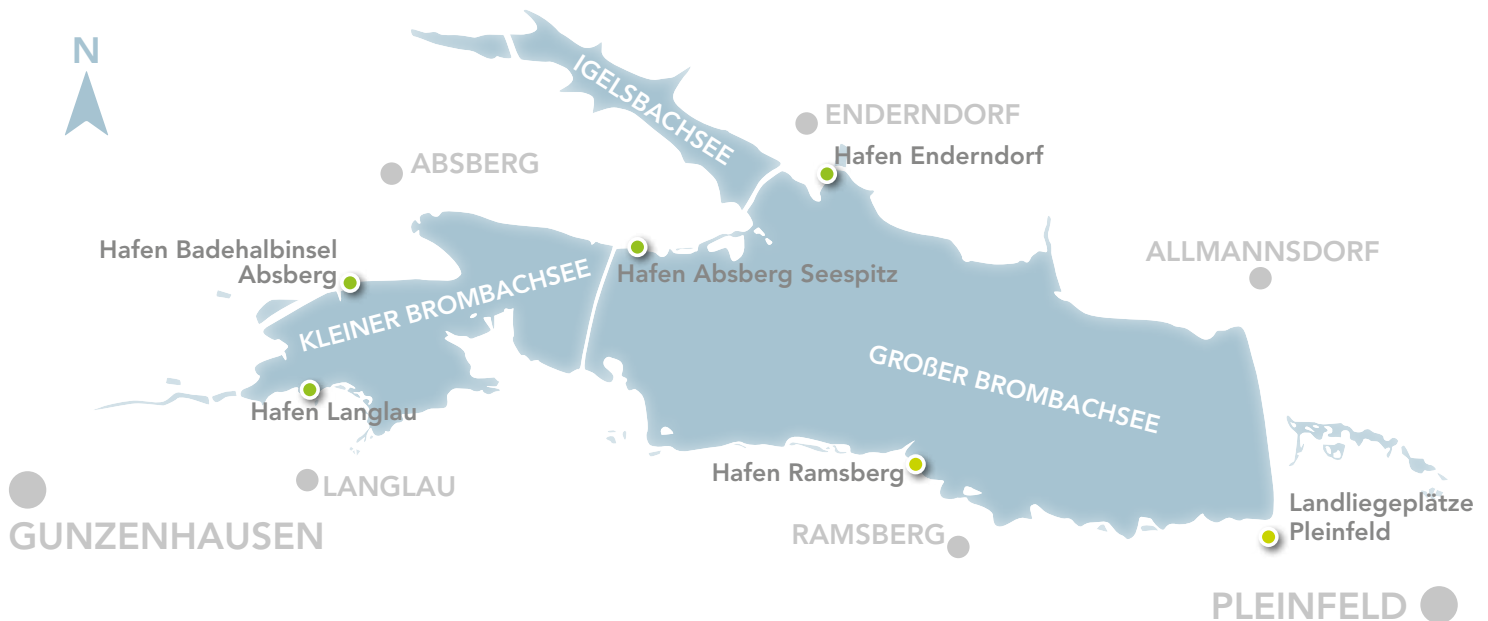 N
IGELSBACHSEE
ENDERNDORF
Hafen Enderndorf
ABSBERG
Hafen Badehalbinsel
Absberg
Hafen Absberg Seespitz
ALLMANNSDORF
KLEINER BROMBACHSEE
GROßER BROMBACHSEE
Hafen Langlau
LANGLAU
Hafen Ramsberg
GUNZENHAUSEN
RAMSBERG
Landliegeplätze
Pleinfeld
PLEINFELD